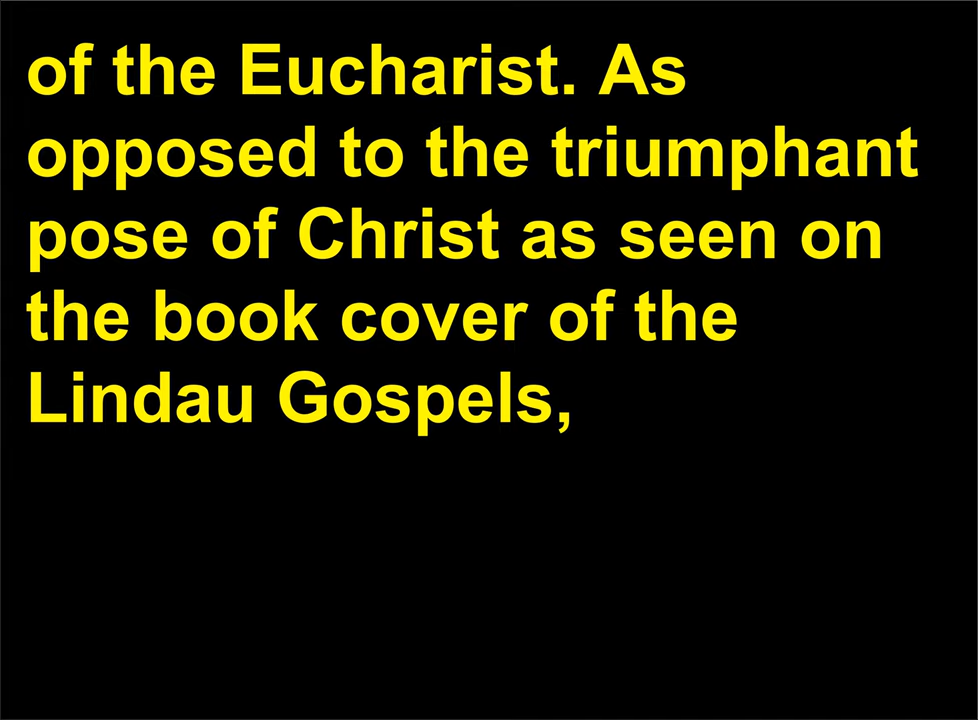 of the Eucharist. As
opposed to the triumphant
pose of Christ as seen on
the book cover of the
Lindau Gospels,